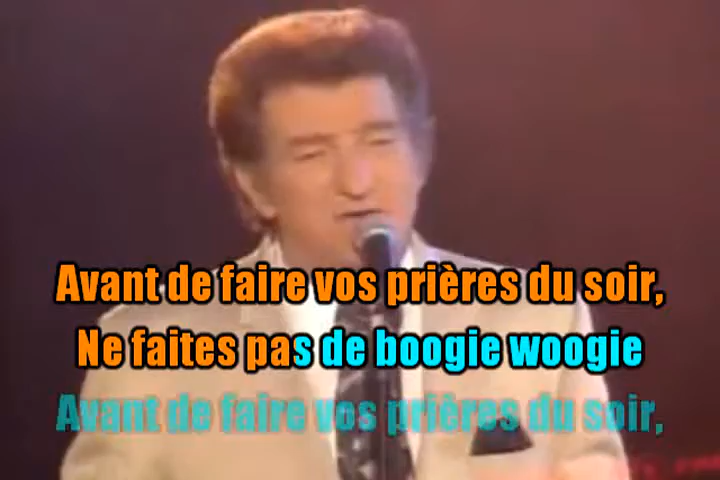 Avant de faire vos prières du soir,
Ne faites pas de boogie woogie
Avant de faire vos prières du soir,